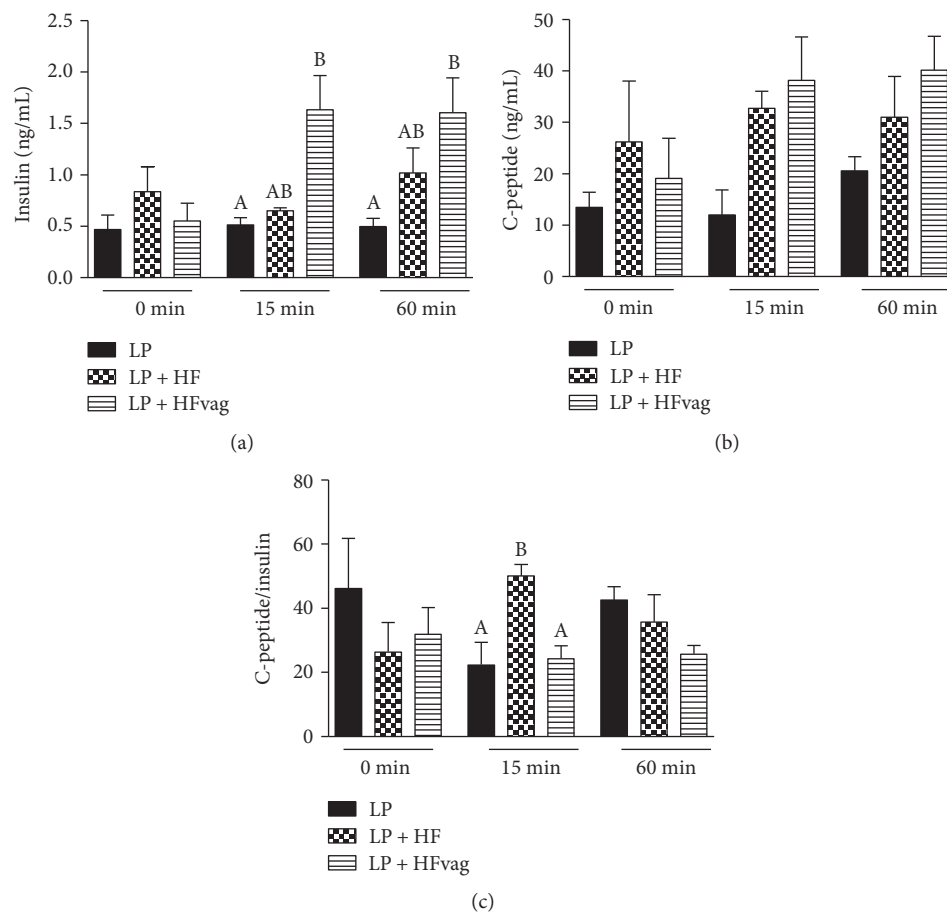 2.5
2.0
1.5
1.0
0.5
0.0
Insulin (ng/mL)
A
AB
B
A
AB
B
0 min
15 min
60 min
LP
LP + HF
LP + HFvag
(a)
50
40
30
20
10
0
C-peptide (ng/mL)
0 min
15 min
60 min
LP
LP + HF
LP + HFvag
(b)
80
60
40
20
0
C-peptide/insulin
A
B
A
0 min
15 min
60 min
LP
LP + HF
LP + HFvag
(c)